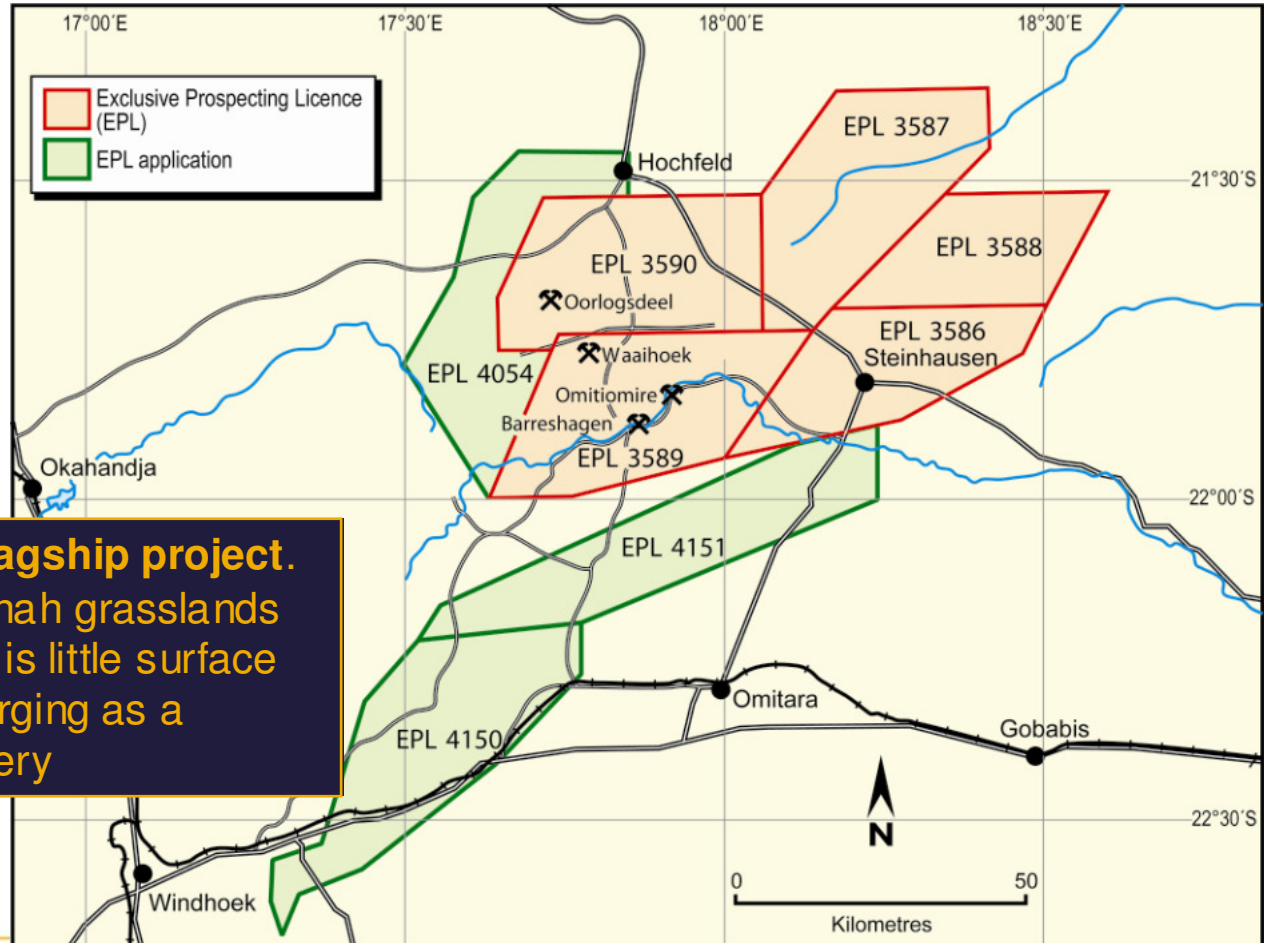 17°00´E
17°30´E
18°00´E
18°30´E
Exclusive Prospecting Licence
(EPL)
EPL application
EPL 3587
Hochfeld
21°30´S
EPL 3588
EPL 3590
Oorlogsdeel
EPL 3586
Waaihoek
Steinhausen
EPL 4054
Omitiomire
Barreshagen
EPL 3589
Okahandja
22°00´S
agship project.
nah grasslands
is little surface
rging as a
ery
EPL 4151
Omitara
Gobabis
EPL 4150
22°30´S
N
0 50
Kilometres
Windhoek